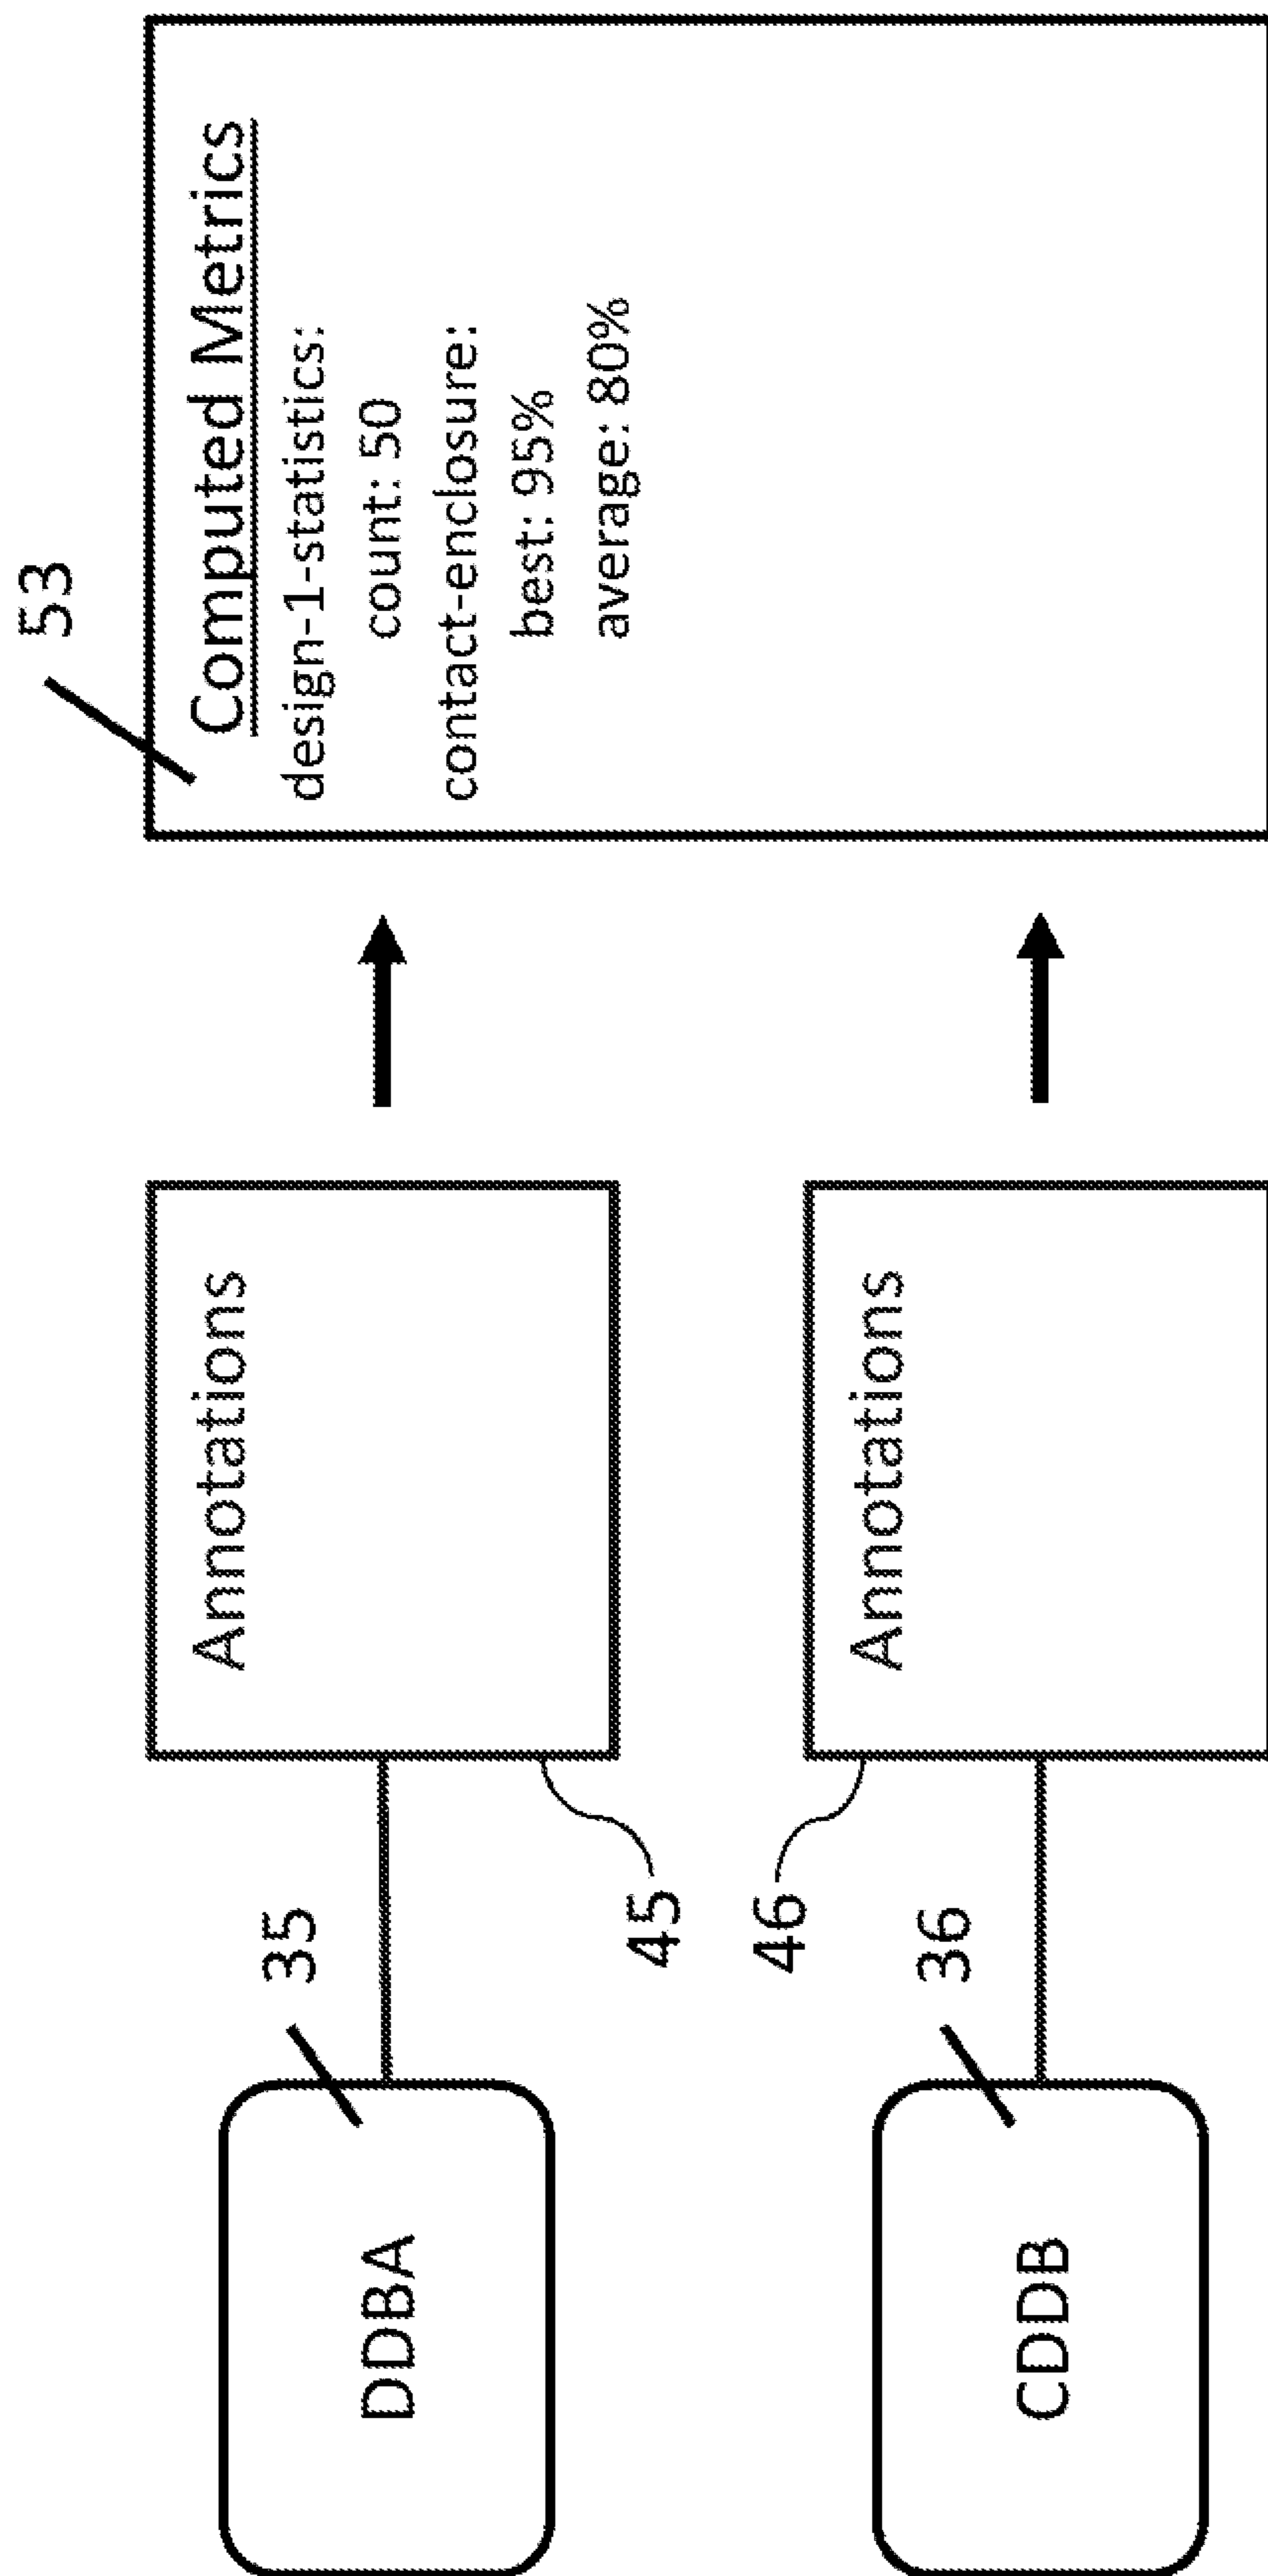 53
Computed Metrics
design-1-statistics:
count: 50
contact-enclosure:
best: 95%
average: 80%
Annotations
35
DDBA
45
46
Annotations
36
CDDB